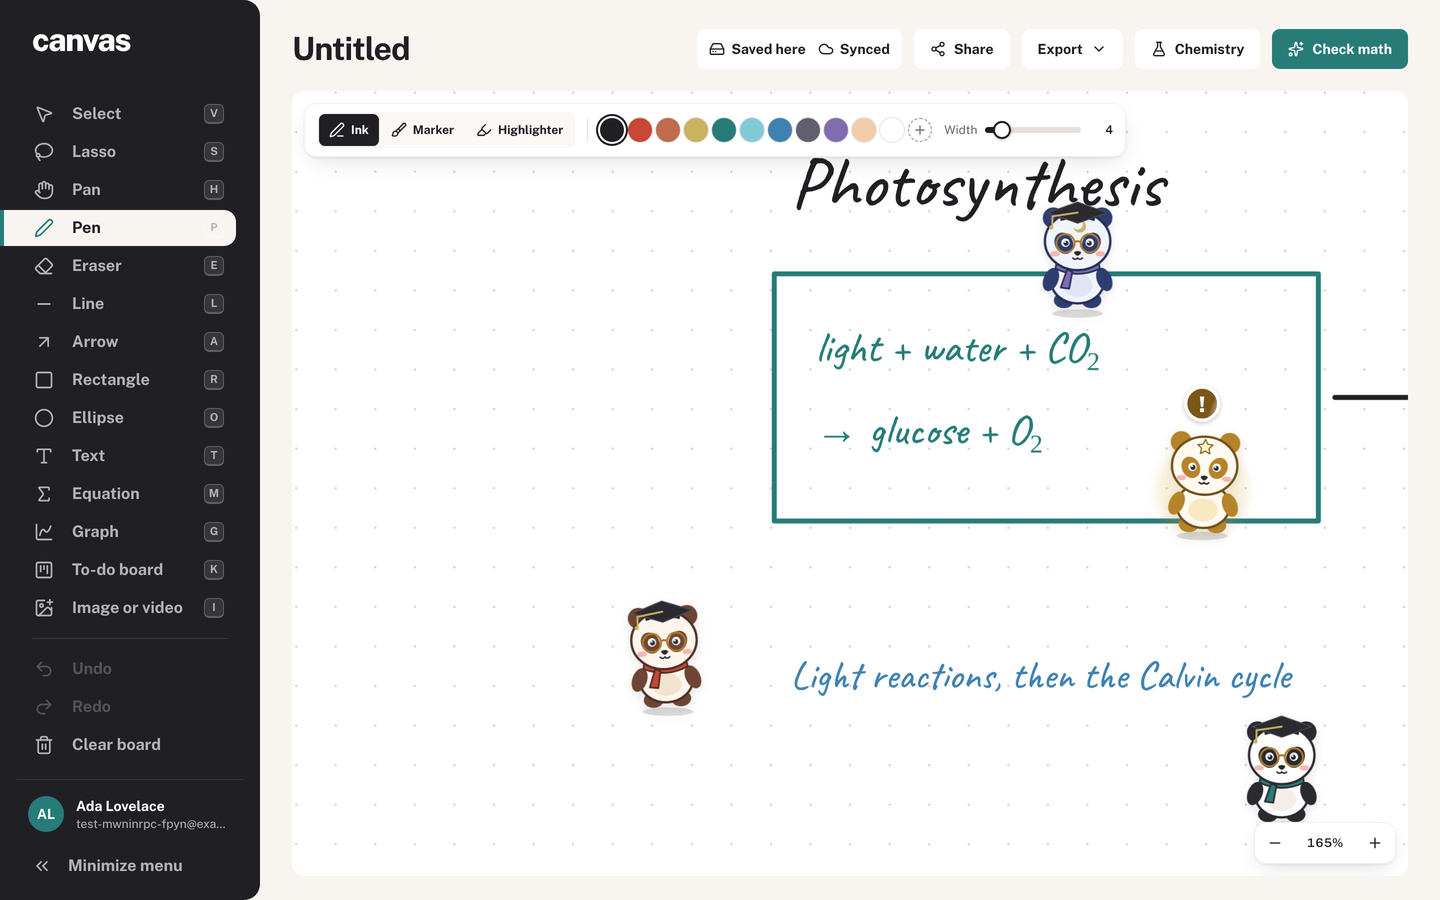 canvas
Select V
Lasso S
Pan H
Pen P
Eraser E
Line L
Arrow A
Rectangle R
Ellipse O
Text T
Equation M
Graph G
To-do board K
Image or video I
Undo
Redo
Clear board
AL
Ada Lovelace
test-mwninrpc-fpyn@exa...
Minimize menu
Untitled
Saved here Synced
Share
Export
Chemistry
Check math
Ink Marker Highlighter
Width 4
Photosynthesis
light + water + CO₂
→ glucose + O₂
!
Light reactions, then the Calvin cycle
− 165% +